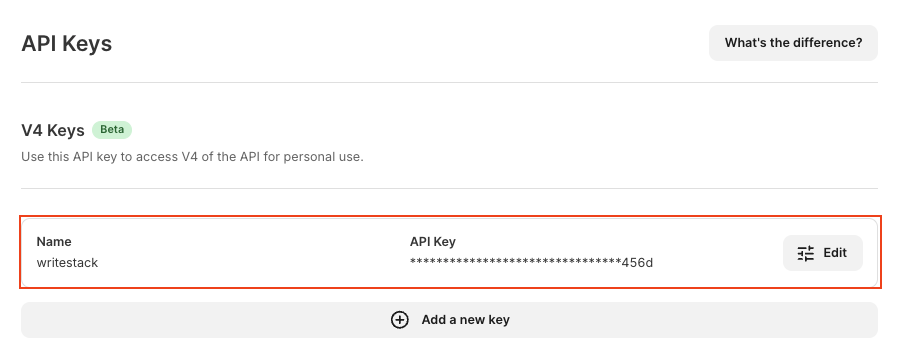 API Keys
What's the difference?
V4 Keys Beta
Use this API key to access V4 of the API for personal use.
Name
API Key
writestack
********************************456d
Edit
Add a new key